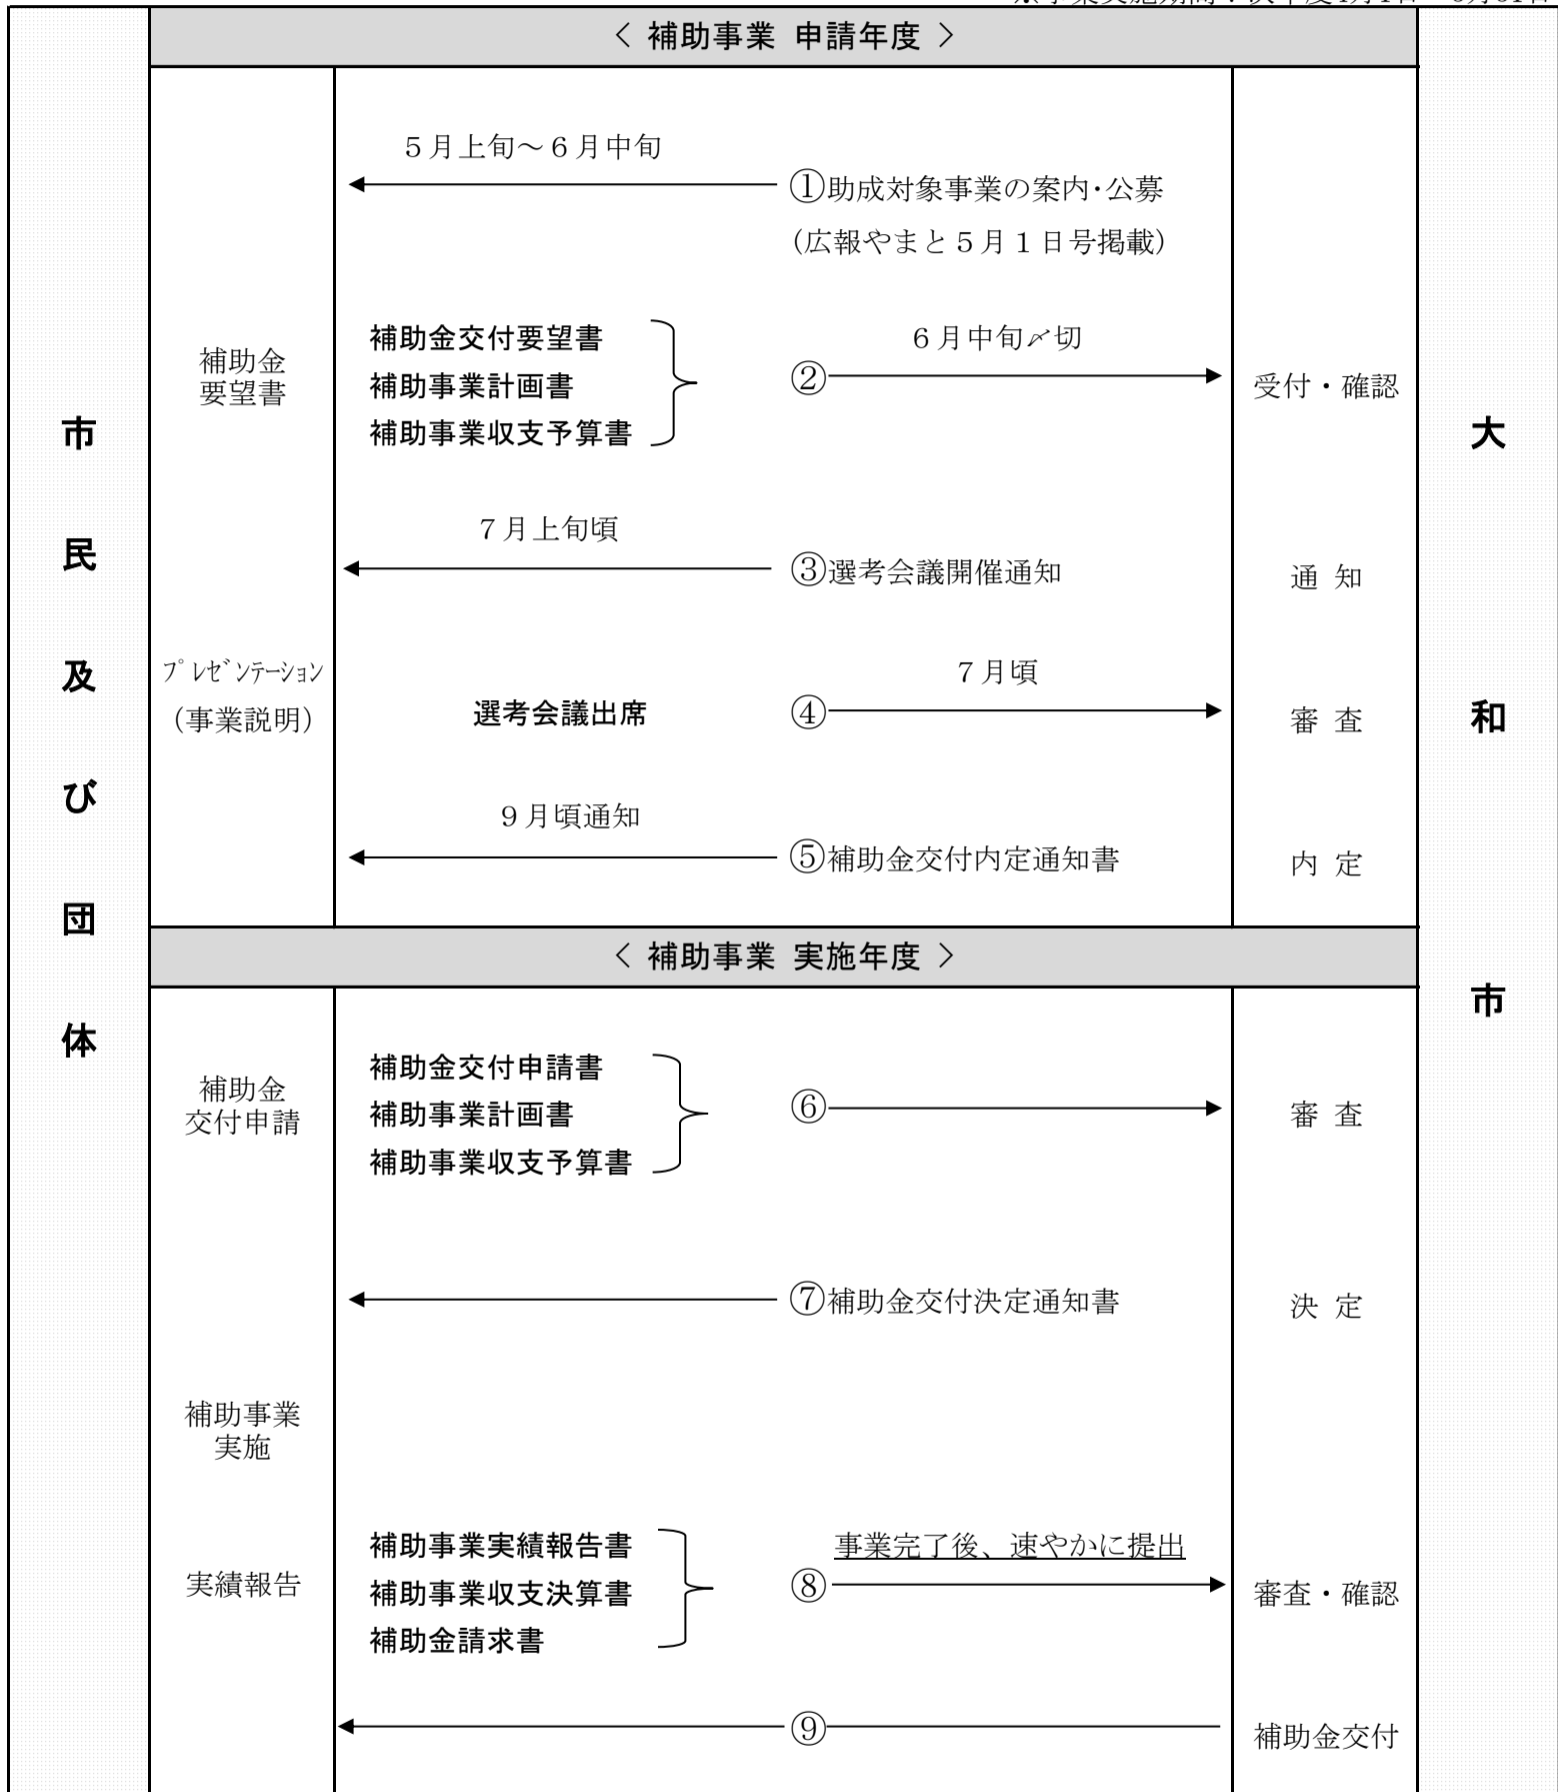 〈 補助事業 申請年度 〉
市民及び団体
大和市
5月上旬～6月中旬
①助成対象事業の案内・公募
（広報やまと5月1日号掲載）
補助金
要望書
補助金交付要望書
補助事業計画書
補助事業収支予算書
6月中旬〆切
②
受付・確認
7月上旬頃
③選考会議開催通知
通 知
ﾌﾟﾚｾﾞﾝﾃｰｼｮﾝ
（事業説明）
選考会議出席
7月頃
④
審 査
9月頃通知
⑤補助金交付内定通知書
内 定
〈 補助事業 実施年度 〉
補助金
交付申請
補助金交付申請書
補助事業計画書
補助事業収支予算書
⑥
審 査
⑦補助金交付決定通知書
決 定
補助事業
実施
実績報告
補助事業実績報告書
補助事業収支決算書
補助金請求書
事業完了後、速やかに提出
⑧
審査・確認
⑨
補助金交付